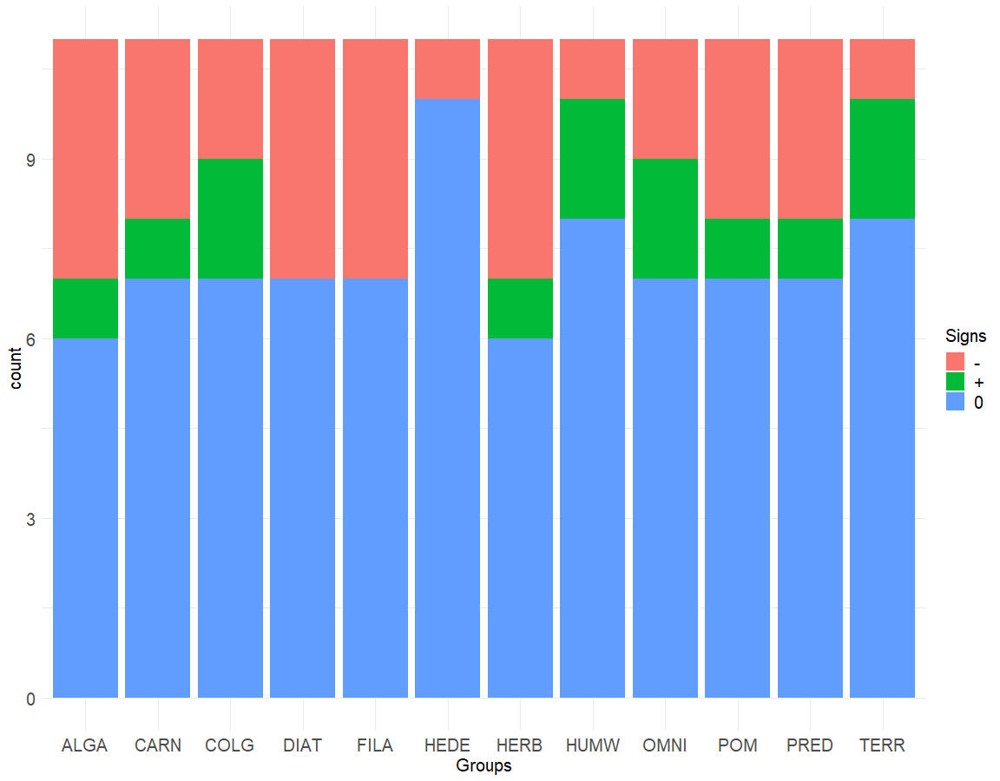 9
6
3
0
count
ALGA CARN COLG DIAT FILA HEDE HERB HUMW OMNI POM PRED TERR
Groups
Signs
-
+
0